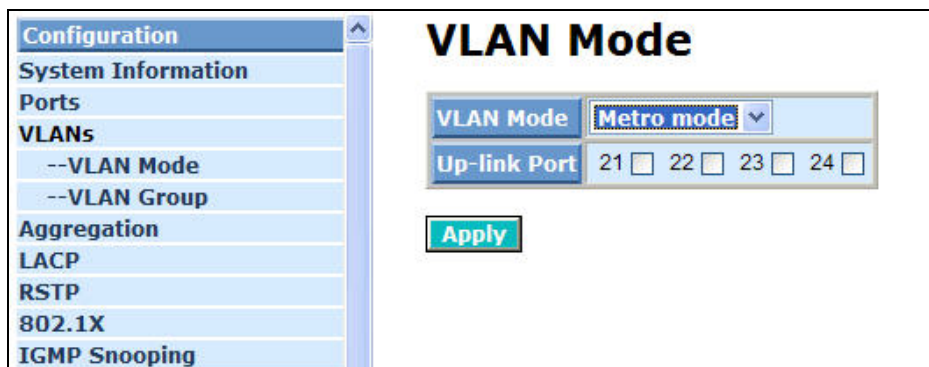 Configuration
System Information
Ports
VLANs
--VLAN Mode
--VLAN Group
Aggregation
LACP
RSTP
802.1X
IGMP Snooping
VLAN Mode
VLAN Mode Metro mode
Up-link Port 21 22 23 24
Apply